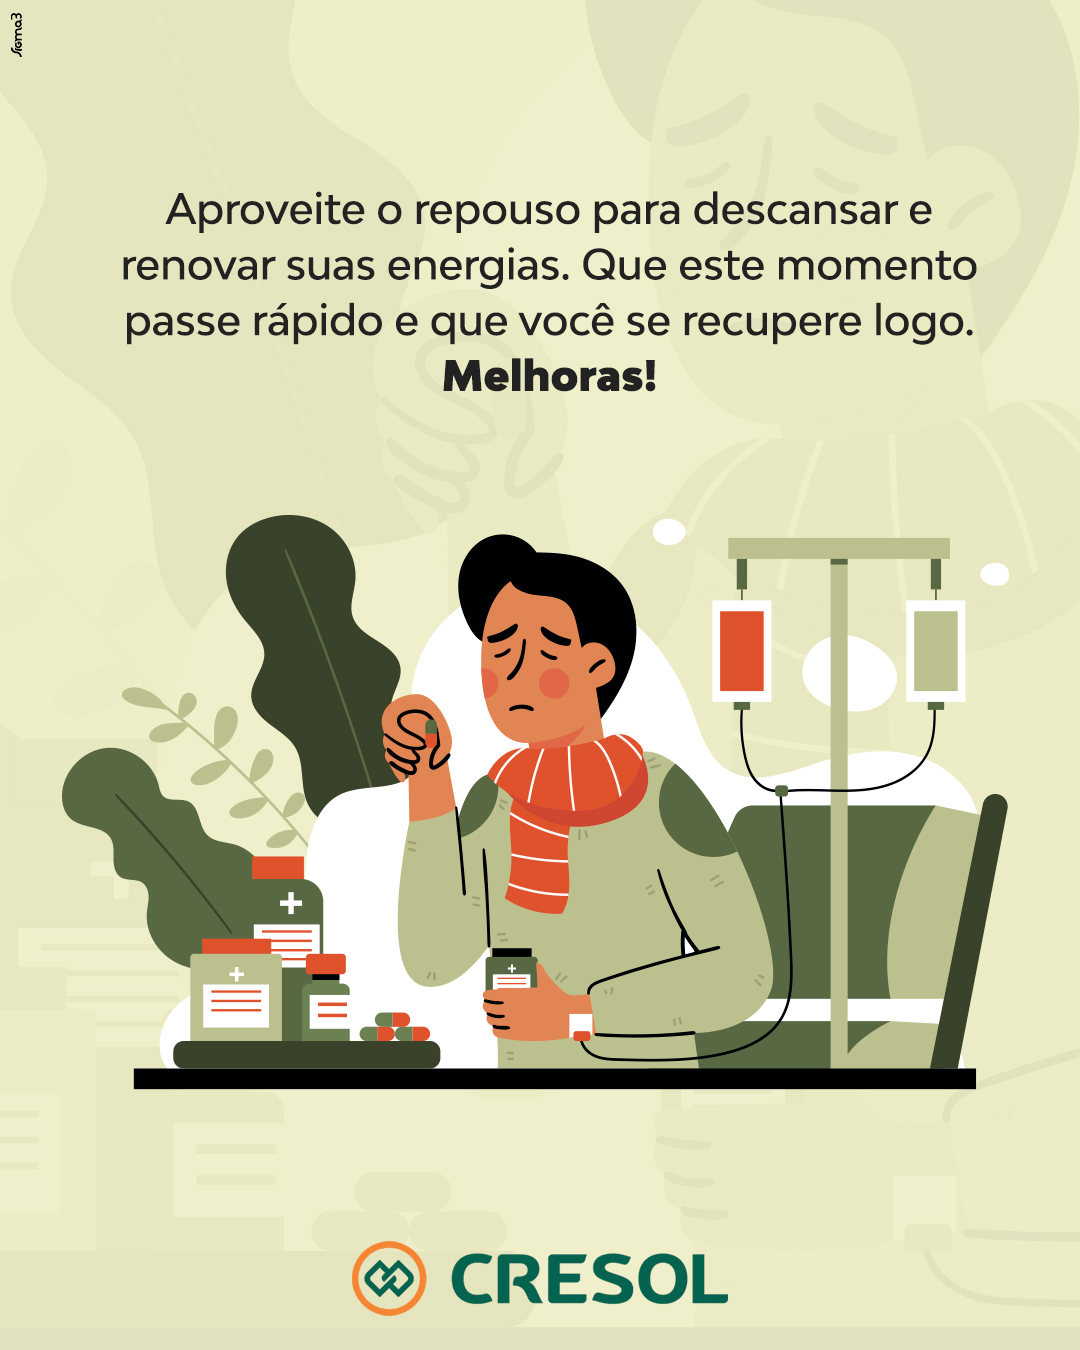 sigma3
Aproveite o repouso para descansar e
renovar suas energias. Que este momento
passe rápido e que você se recupere logo.
Melhoras!
CRESOL